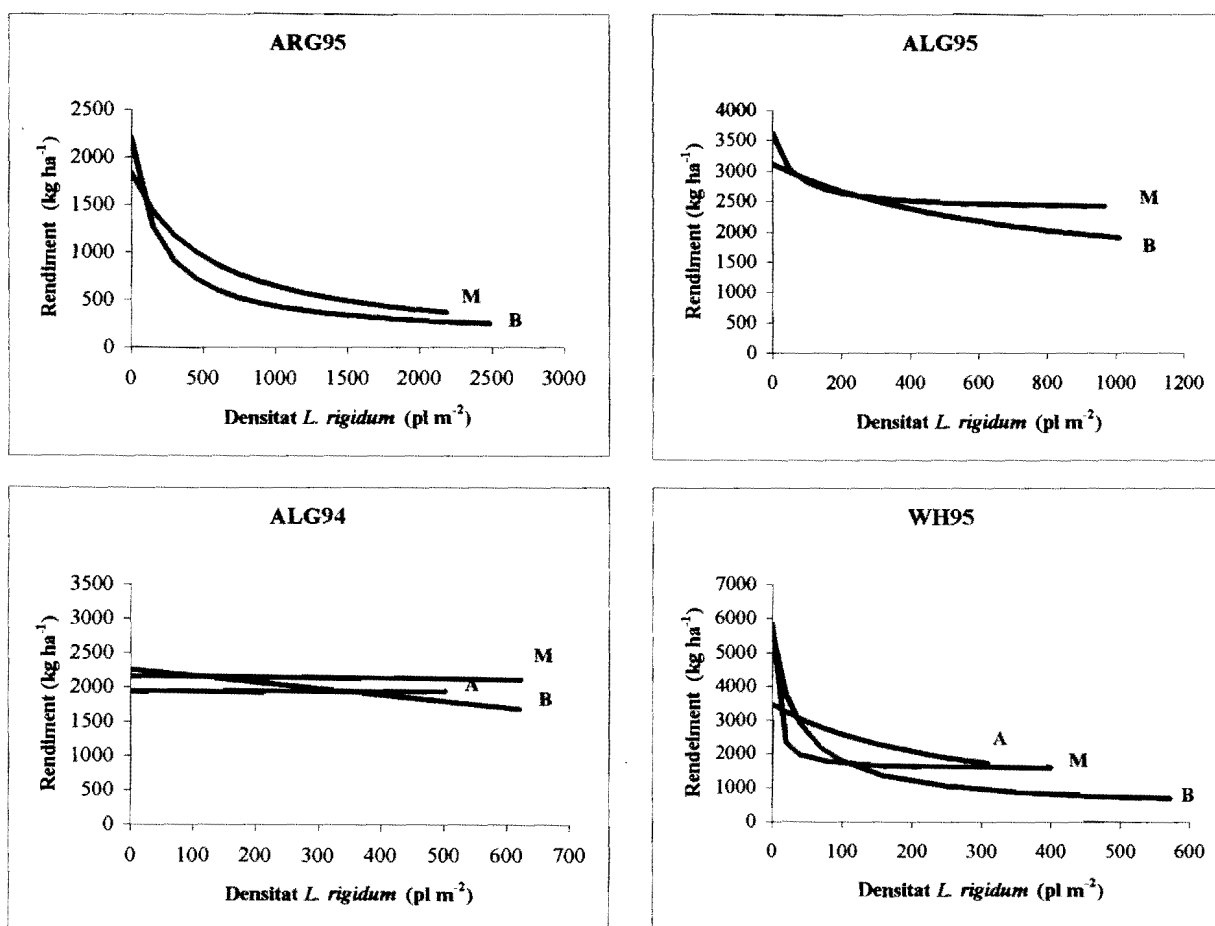 ARG95
2500
2000
1500
1000
500
0
Rendiment (kg ha⁻¹)
M
B
0 500 1000 1500 2000 2500 3000
Densitat L. rigidum (pl m⁻²)
ALG95
4000
3500
3000
2500
2000
1500
1000
500
0
Rendiment (kg ha⁻¹)
M
B
0 200 400 600 800 1000 1200
Densitat L. rigidum (pl m⁻²)
ALG94
3500
3000
2500
2000
1500
1000
500
0
Rendiment (kg ha⁻¹)
M
A
B
0 100 200 300 400 500 600 700
Densitat L. rigidum (pl m⁻²)
WH95
7000
6000
5000
4000
3000
2000
1000
0
Rendeiment (kg ha⁻¹)
A
M
B
0 100 200 300 400 500 600
Densitat L. rigidum (pl m⁻²)